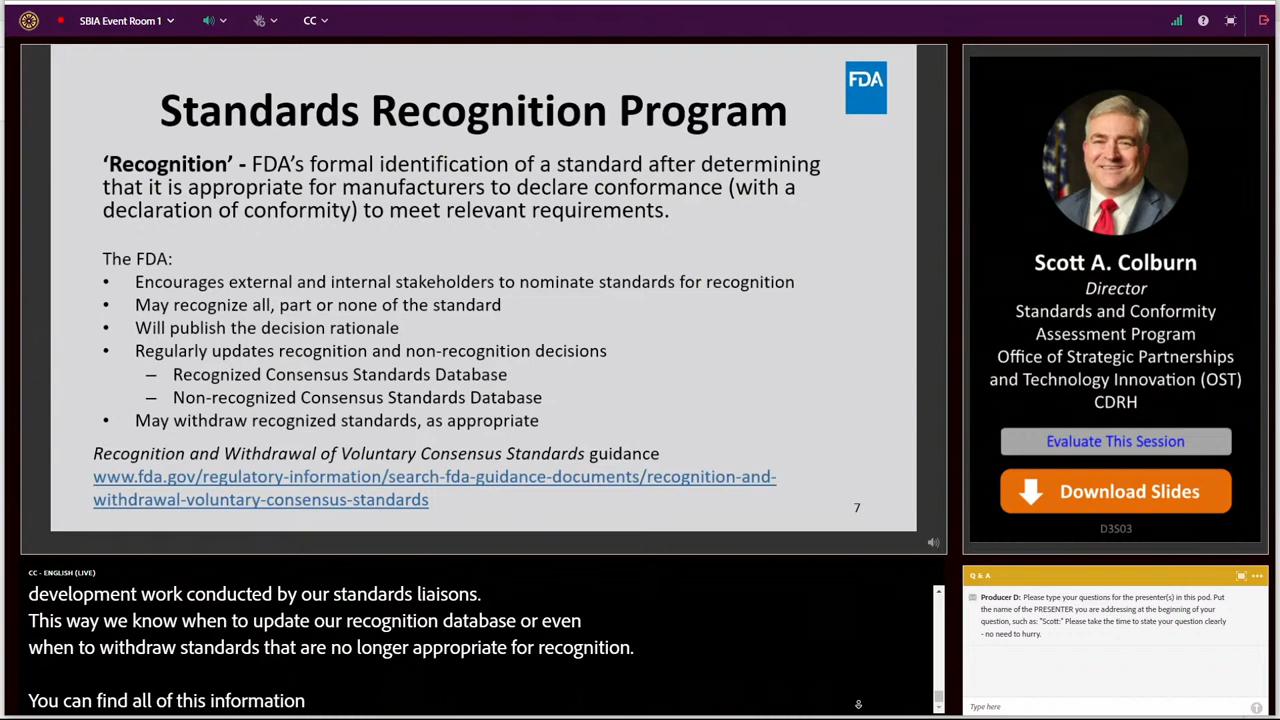 SBIA Event Room 1
CC
FDA
Standards Recognition Program
‘Recognition’ - FDA’s formal identification of a standard after determining
that it is appropriate for manufacturers to declare conformance (with a
declaration of conformity) to meet relevant requirements.
The FDA:
• Encourages external and internal stakeholders to nominate standards for recognition
• May recognize all, part or none of the standard
• Will publish the decision rationale
• Regularly updates recognition and non-recognition decisions
– Recognized Consensus Standards Database
– Non-recognized Consensus Standards Database
• May withdraw recognized standards, as appropriate
Recognition and Withdrawal of Voluntary Consensus Standards guidance
www.fda.gov/regulatory-information/search-fda-guidance-documents/recognition-and-
withdrawal-voluntary-consensus-standards
7
Scott A. Colburn
Director
Standards and Conformity
Assessment Program
Office of Strategic Partnerships
and Technology Innovation (OST)
CDRH
Evaluate This Session
Download Slides
D3S03
CC - ENGLISH (LIVE)
development work conducted by our standards liaisons.
This way we know when to update our recognition database or even
when to withdraw standards that are no longer appropriate for recognition.
You can find all of this information
Q & A
Producer D: Please type your questions for the presenter(s) in this pod. Put
the name of the PRESENTER you are addressing at the beginning of your
question, such as: "Scott:" Please take the time to state your question clearly
- no need to hurry.
Type here